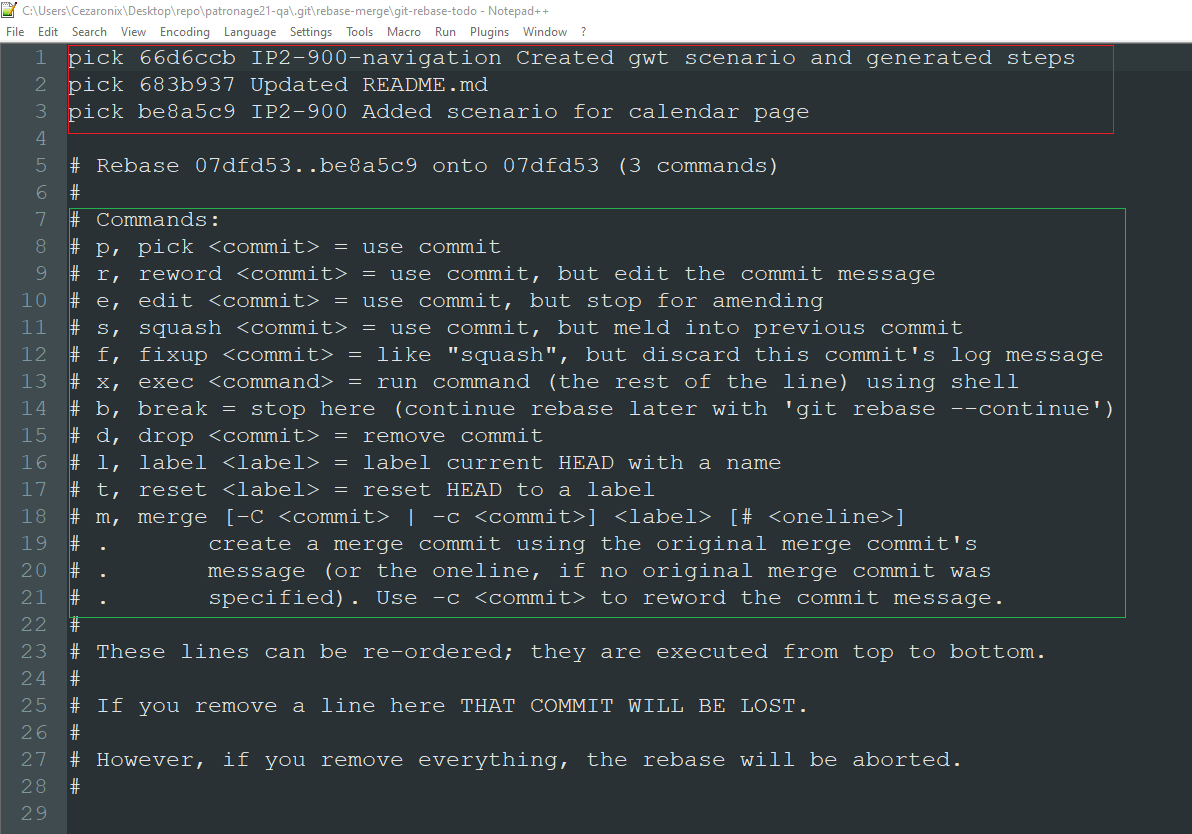 C:\Users\Cezaronix\Desktop\repo\patronage21-qa\.git\rebase-merge\git-rebase-todo - Notepad++
File Edit Search View Encoding Language Settings Tools Macro Run Plugins Window ?
1 pick 66d6ccb IP2-900-navigation Created gwt scenario and generated steps
2 pick 683b937 Updated README.md
3 pick be8a5c9 IP2-900 Added scenario for calendar page
4
5 # Rebase 07dfd53..be8a5c9 onto 07dfd53 (3 commands)
6 #
7 # Commands:
8 # p, pick <commit> = use commit
9 # r, reword <commit> = use commit, but edit the commit message
10 # e, edit <commit> = use commit, but stop for amending
11 # s, squash <commit> = use commit, but meld into previous commit
12 # f, fixup <commit> = like "squash", but discard this commit's log message
13 # x, exec <command> = run command (the rest of the line) using shell
14 # b, break = stop here (continue rebase later with 'git rebase --continue')
15 # d, drop <commit> = remove commit
16 # l, label <label> = label current HEAD with a name
17 # t, reset <label> = reset HEAD to a label
18 # m, merge [-C <commit> | -c <commit>] <label> [# <oneline>]
19 # .       create a merge commit using the original merge commit's
20 # .       message (or the oneline, if no original merge commit was
21 # .       specified). Use -c <commit> to reword the commit message.
22 #
23 # These lines can be re-ordered; they are executed from top to bottom.
24 #
25 # If you remove a line here THAT COMMIT WILL BE LOST.
26 #
27 # However, if you remove everything, the rebase will be aborted.
28 #
29